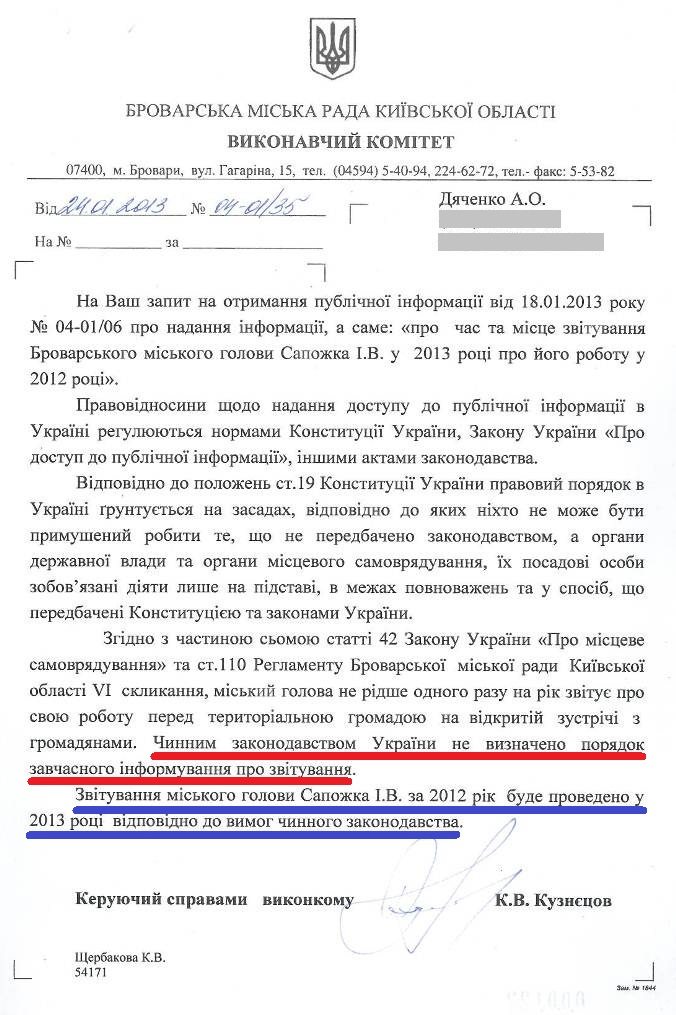 БРОВАРСЬКА МІСЬКА РАДА КИЇВСЬКОЇ ОБЛАСТІ
ВИКОНАВЧИЙ КОМІТЕТ
07400, м. Бровари, вул. Гагаріна, 15, тел. (04594) 5-40-94, 224-62-72, тел.- факс: 5-53-82
Від 24.01.2013 № 04-01/35
Дяченко А.О.
На № ____________ за ____________________
На Ваш запит на отримання публічної інформації від 18.01.2013 року
№ 04-01/06 про надання інформації, а саме: «про час та місце звітування
Броварського міського голови Сапожка І.В. у 2013 році про його роботу у
2012 році».
Правовідносини щодо надання доступу до публічної інформації в
Україні регулюються нормами Конституції України, Закону України «Про
доступ до публічної інформації», іншими актами законодавства.
Відповідно до положень ст.19 Конституції України правовий порядок в
Україні ґрунтується на засадах, відповідно до яких ніхто не може бути
примушений робити те, що не передбачено законодавством, а органи
державної влади та органи місцевого самоврядування, їх посадові особи
зобов'язані діяти лише на підставі, в межах повноважень та у спосіб, що
передбачені Конституцією та законами України.
Згідно з частиною сьомою статті 42 Закону України «Про місцеве
самоврядування» та ст.110 Регламенту Броварської міської ради Київської
області VI скликання, міський голова не рідше одного разу на рік звітує про
свою роботу перед територіальною громадою на відкритій зустрічі з
громадянами. Чинним законодавством України не визначено порядок
завчасного інформування про звітування.
Звітування міського голови Сапожка І.В. за 2012 рік буде проведено у
2013 році відповідно до вимог чинного законодавства.
Керуючий справами виконкому К.В. Кузнєцов
Щербакова К.В.
54171
Зам. № 1844